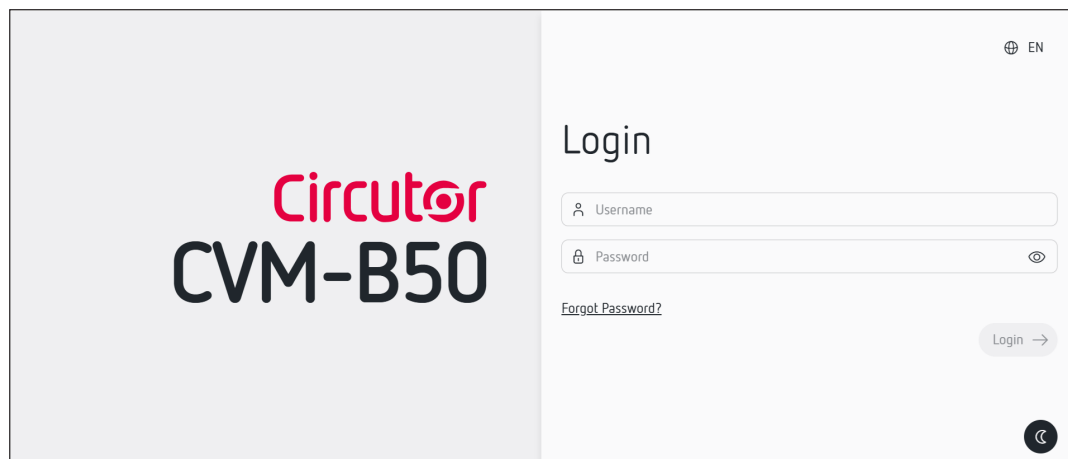 Circutor
CVM-B50
EN
Login
Username
Password
Forgot Password?
Login